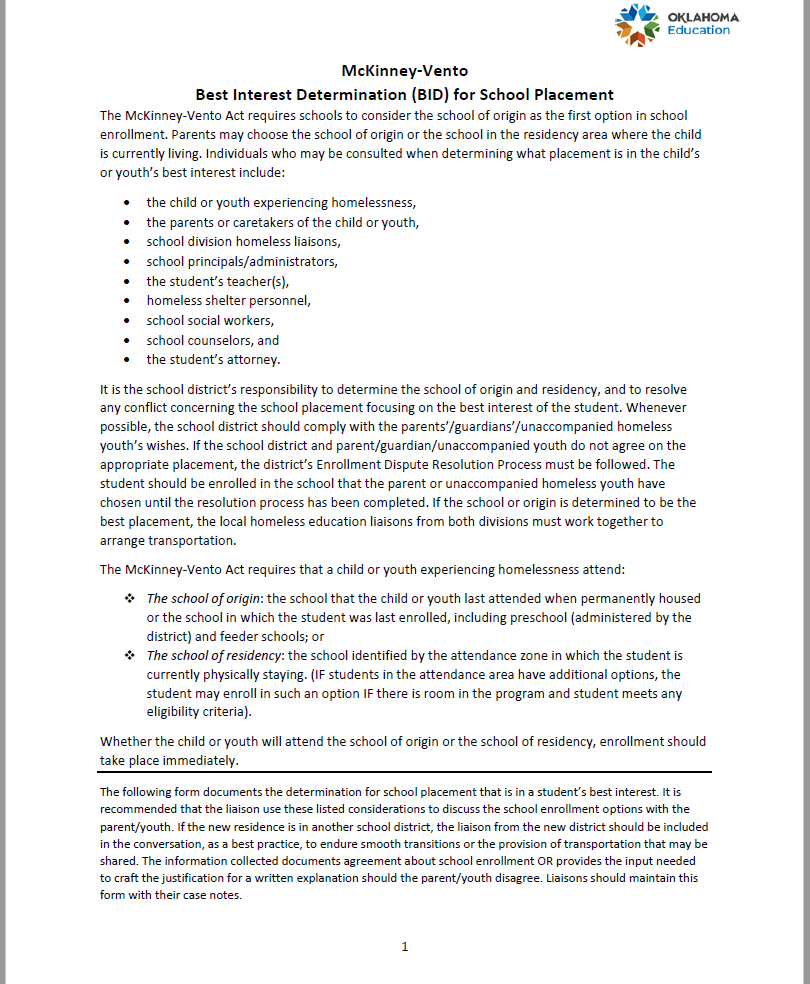 OKLAHOMA
Education
McKinney-Vento
Best Interest Determination (BID) for School Placement
The McKinney-Vento Act requires schools to consider the school of origin as the first option in school
enrollment. Parents may choose the school of origin or the school in the residency area where the child
is currently living. Individuals who may be consulted when determining what placement is in the child's
or youth's best interest include:
• the child or youth experiencing homelessness,
• the parents or caretakers of the child or youth,
• school division homeless liaisons,
• school principals/administrators,
• the student's teacher(s),
• homeless shelter personnel,
• school social workers,
• school counselors, and
• the student's attorney.
It is the school district's responsibility to determine the school of origin and residency, and to resolve
any conflict concerning the school placement focusing on the best interest of the student. Whenever
possible, the school district should comply with the parents'/guardians'/unaccompanied homeless
youth's wishes. If the school district and parent/guardian/unaccompanied youth do not agree on the
appropriate placement, the district's Enrollment Dispute Resolution Process must be followed. The
student should be enrolled in the school that the parent or unaccompanied homeless youth have
chosen until the resolution process has been completed. If the school or origin is determined to be the
best placement, the local homeless education liaisons from both divisions must work together to
arrange transportation.
The McKinney-Vento Act requires that a child or youth experiencing homelessness attend:
❖ The school of origin: the school that the child or youth last attended when permanently housed
or the school in which the student was last enrolled, including preschool (administered by the
district) and feeder schools; or
❖ The school of residency: the school identified by the attendance zone in which the student is
currently physically staying. (IF students in the attendance area have additional options, the
student may enroll in such an option IF there is room in the program and student meets any
eligibility criteria).
Whether the child or youth will attend the school of origin or the school of residency, enrollment should
take place immediately.
The following form documents the determination for school placement that is in a student's best interest. It is
recommended that the liaison use these listed considerations to discuss the school enrollment options with the
parent/youth. If the new residence is in another school district, the liaison from the new district should be included
in the conversation, as a best practice, to endure smooth transitions or the provision of transportation that may be
shared. The information collected documents agreement about school enrollment OR provides the input needed
to craft the justification for a written explanation should the parent/youth disagree. Liaisons should maintain this
form with their case notes.
1